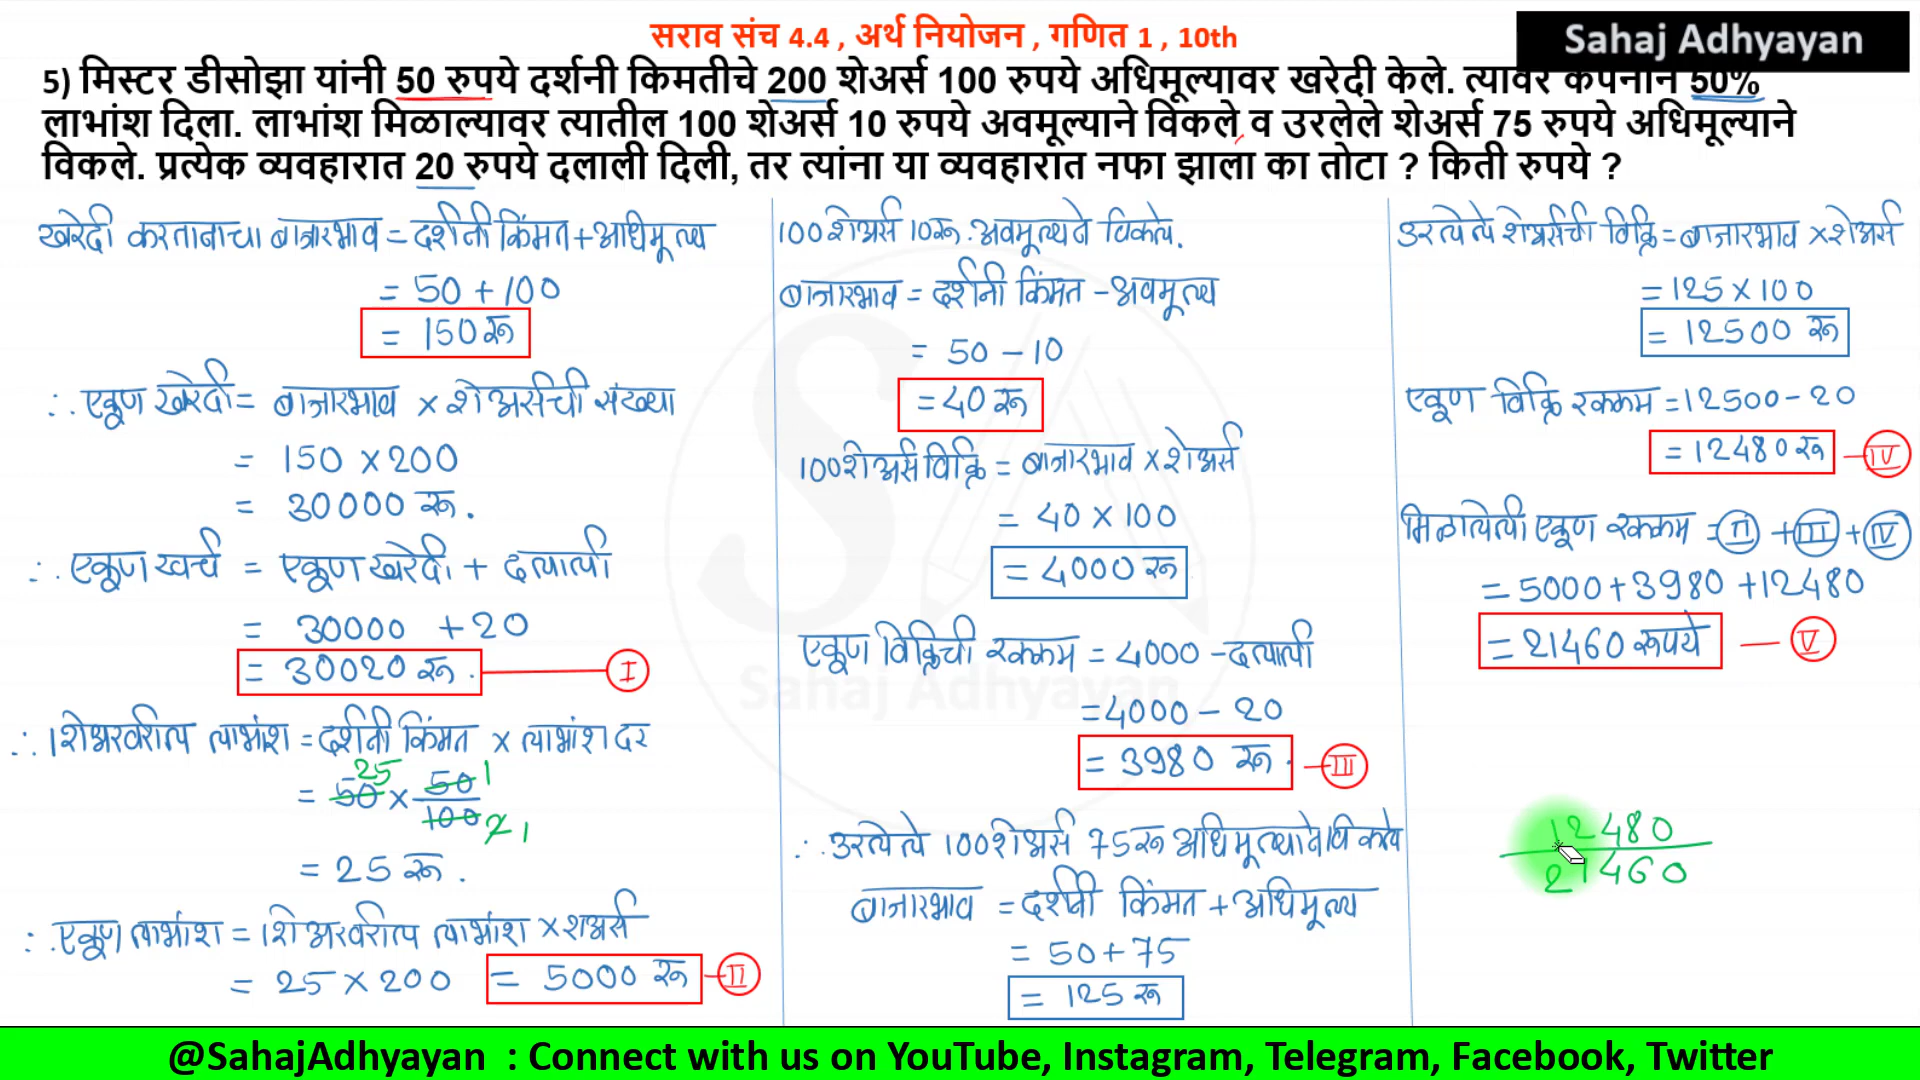 सराव संच 4.4 , अर्थ नियोजन , गणित 1 , 10th
Sahaj Adhyayan
5) मिस्टर डीसोझा यांनी 50 रुपये दर्शनी किमतीचे 200 शेअर्स 100 रुपये अधिमूल्यावर खरेदी केले. त्यावर कंपनीने 50%
लाभांश दिला. लाभांश मिळाल्यावर त्यातील 100 शेअर्स 10 रुपये अवमूल्याने विकले व उरलेले शेअर्स 75 रुपये अधिमूल्याने
विकले. प्रत्येक व्यवहारात 20 रुपये दलाली दिली, तर त्यांना या व्यवहारात नफा झाला का तोटा ? किती रुपये ?
खरेदी करतानाचा बाजारभाव = दर्शनी किंमत + अधिमूल्य
= 50 + 100
= 150 रू
∴ एकूण खरेदी = बाजारभाव × शेअर्सची संख्या
= 150 × 200
= 30000 रू.
∴ एकूण खर्च = एकूण खरेदी + दलाली
= 30000 + 20
= 30020 रू. — I
∴ 1 शेअरवरील लाभांश = दर्शनी किंमत × लाभांश दर
25 1
= 50 × 50/100
2 1
= 25 रू.
∴ एकूण लाभांश = 1 शेअरवरील लाभांश × शेअर्स
= 25 × 200 = 5000 रू — II
100 शेअर्स 10 रू. अवमूल्याने विकले.
बाजारभाव = दर्शनी किंमत - अवमूल्य
= 50 - 10
= 40 रू
100 शेअर्स विक्रि = बाजारभाव × शेअर्स
= 40 × 100
= 4000 रू
एकूण विक्रिची रक्कम = 4000 - दलाली
= 4000 - 20
= 3980 रू. — III
∴ उरलेले 100 शेअर्स 75 रू अधिमूल्याने विकले
बाजारभाव = दर्शनी किंमत + अधिमूल्य
= 50 + 75
= 125 रू
उरलेले शेअर्सची विक्रि = बाजारभाव × शेअर्स
= 125 × 100
= 12500 रू
एकूण विक्रि रक्कम = 12500 - 20
= 12480 रू — IV
मिळालेली एकूण रक्कम = II + III + IV
= 5000 + 3980 + 12480
= 21460 रुपये — V
12480
21460
Sahaj Adhyayan
@SahajAdhyayan : Connect with us on YouTube, Instagram, Telegram, Facebook, Twitter